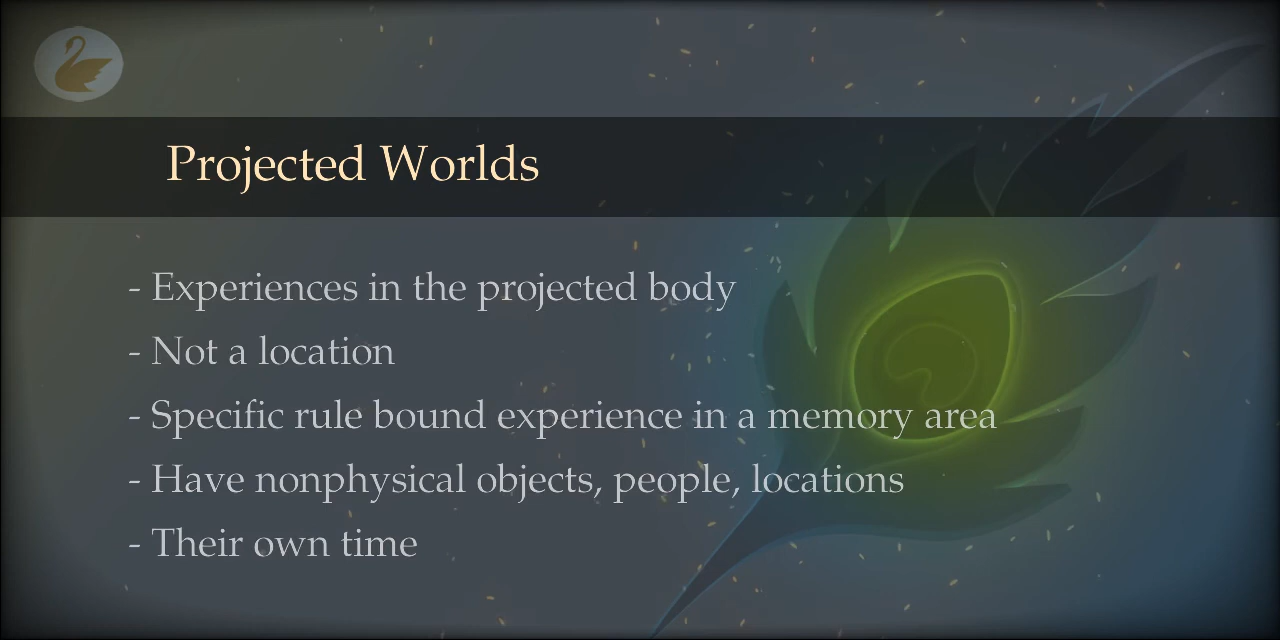 Projected Worlds
- Experiences in the projected body
- Not a location
- Specific rule bound experience in a memory area
- Have nonphysical objects, people, locations
- Their own time